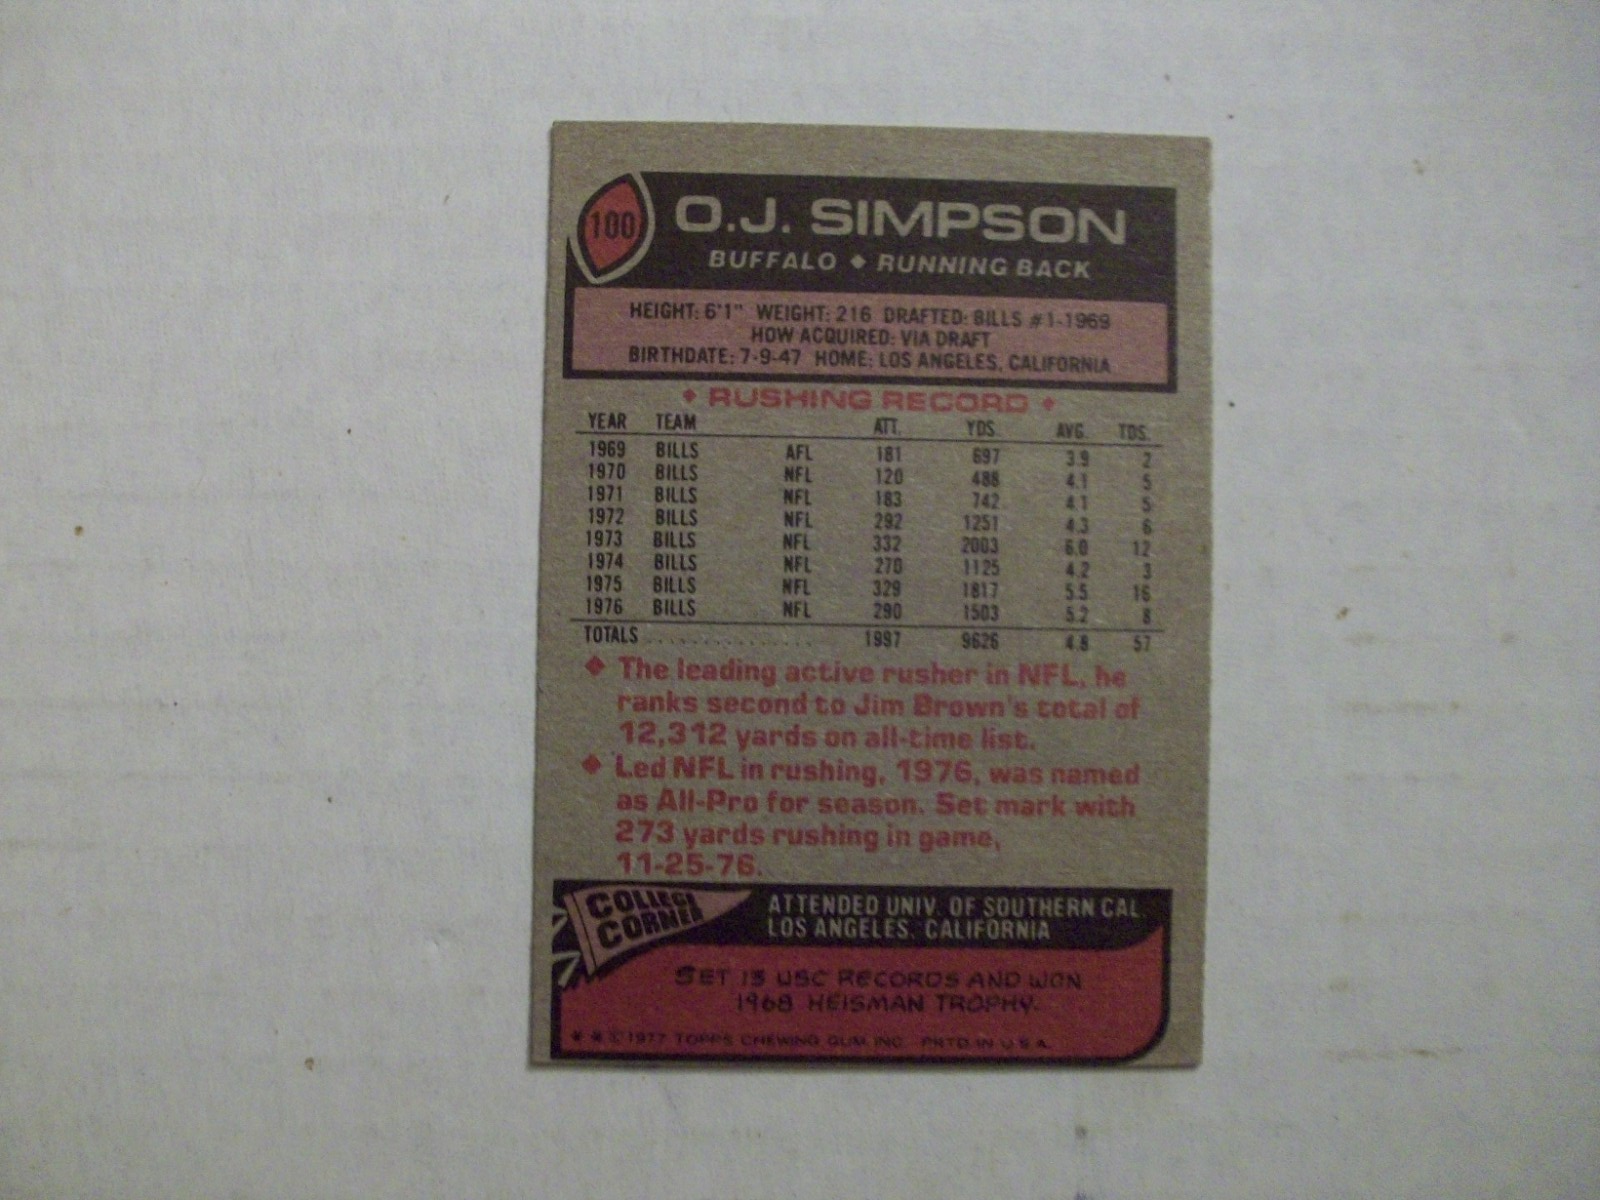 100
O.J. SIMPSON
BUFFALO ♦ RUNNING BACK
HEIGHT: 6'1" WEIGHT: 216 DRAFTED: BILLS #1-1969
HOW ACQUIRED: VIA DRAFT
BIRTHDATE: 7-9-47 HOME: LOS ANGELES, CALIFORNIA
♦ RUSHING RECORD ♦
YEAR TEAM ATT. YDS. AVG. TDS.
1969 BILLS AFL 181 697 3.9 2
1970 BILLS NFL 120 488 4.1 5
1971 BILLS NFL 183 742 4.1 5
1972 BILLS NFL 292 1251 4.3 6
1973 BILLS NFL 332 2003 6.0 12
1974 BILLS NFL 270 1125 4.2 3
1975 BILLS NFL 329 1817 5.5 16
1976 BILLS NFL 290 1503 5.2 8
TOTALS ................ 1997 9626 4.8 57
♦ The leading active rusher in NFL, he
ranks second to Jim Brown's total of
12,312 yards on all-time list.
♦ Led NFL in rushing, 1976, was named
as All-Pro for season. Set mark with
273 yards rushing in game,
11-25-76.
COLLEGE
CORNER
ATTENDED UNIV. OF SOUTHERN CAL.
LOS ANGELES, CALIFORNIA
SET 13 USC RECORDS AND WON
1968 HEISMAN TROPHY.
* * © 1977 TOPPS CHEWING GUM, INC. PRTD. IN U.S.A.